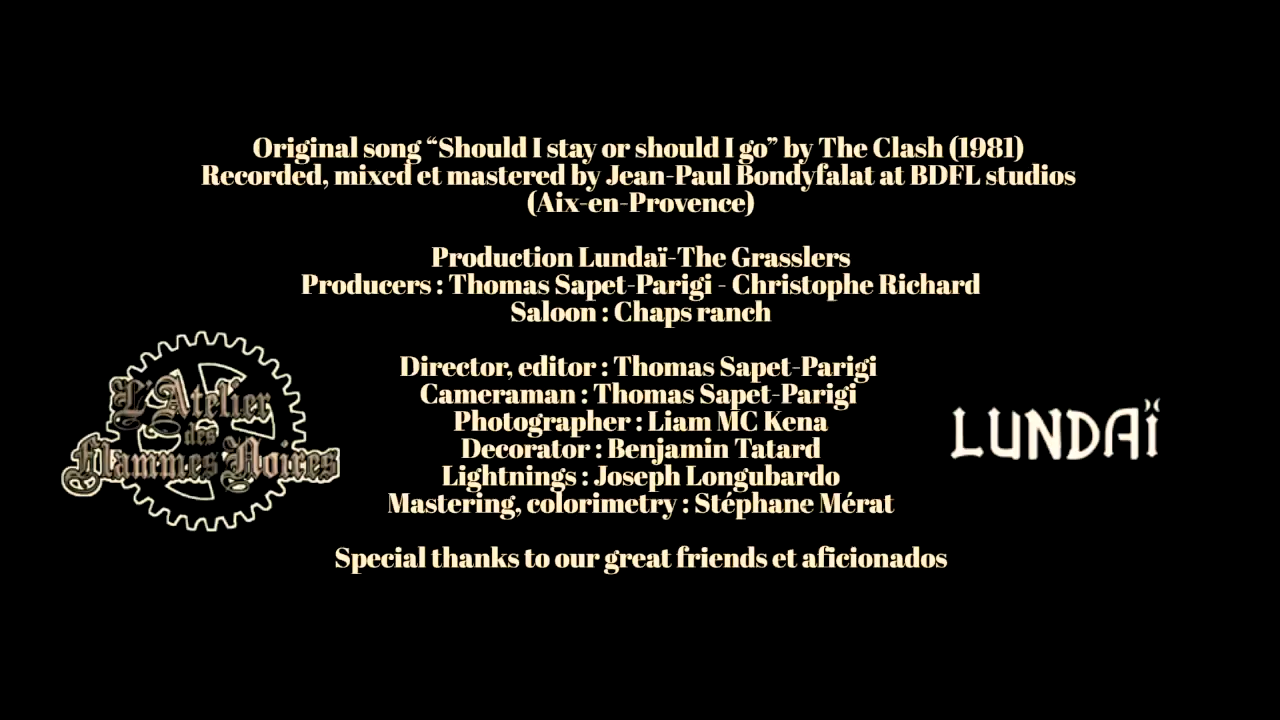 Original song “Should I stay or should I go” by The Clash (1981)
Recorded, mixed et mastered by Jean-Paul Bondyfalat at BDFL studios
(Aix-en-Provence)
Production Lundaï-The Grasslers
Producers : Thomas Sapet-Parigi - Christophe Richard
Saloon : Chaps ranch
Director, editor : Thomas Sapet-Parigi
Cameraman : Thomas Sapet-Parigi
Photographer : Liam MC Kena
Decorator : Benjamin Tatard
Lightnings : Joseph Longubardo
Mastering, colorimetry : Stéphane Mérat
Special thanks to our great friends et aficionados
L'Atelier
des
Flammes Noires
LUNDAÏ